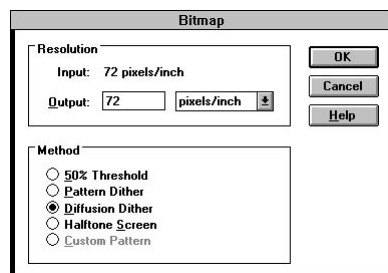 Bitmap
Resolution
Input: 72 pixels/inch
Output: 72 pixels/inch
OK
Cancel
Help
Method
50% Threshold
Pattern Dither
Diffusion Dither
Halftone Screen
Custom Pattern